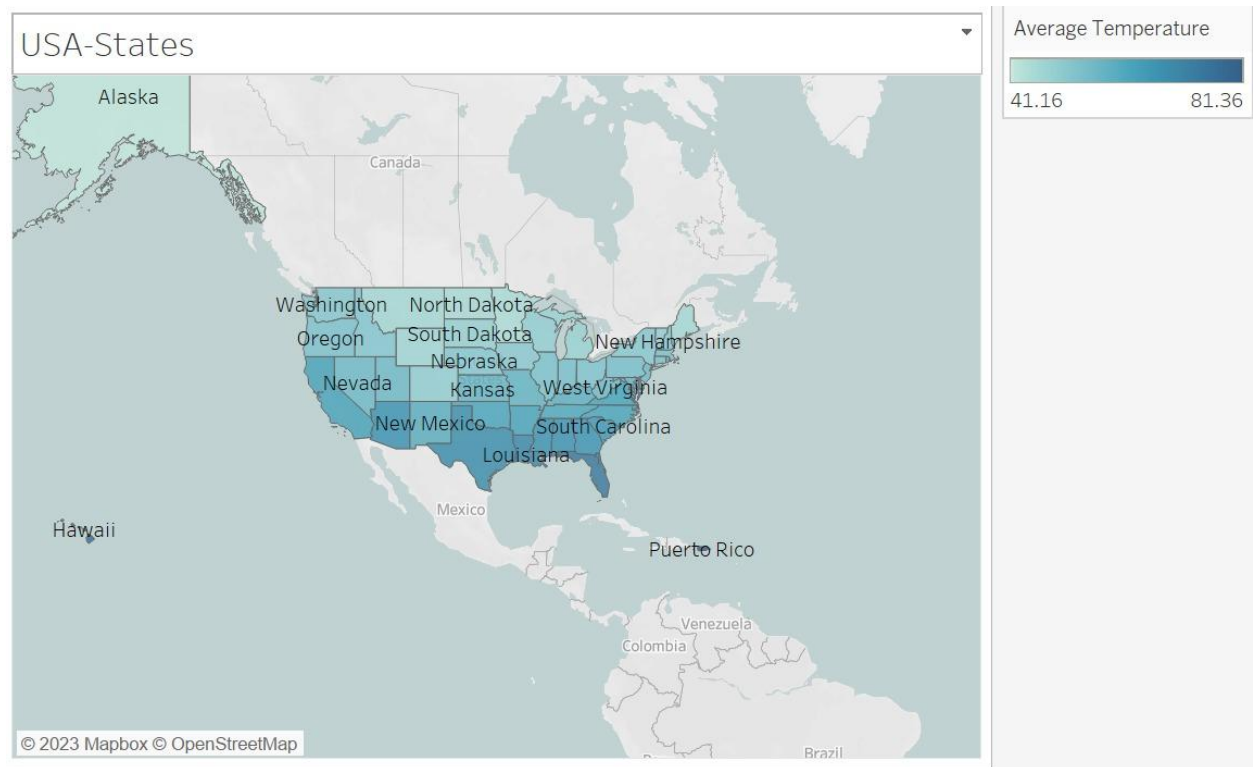 USA-States
Average Temperature
41.16 81.36
Alaska
Canada
Washington North Dakota
Oregon South Dakota New Hampshire
Nebraska
Nevada Kansas West Virginia
New Mexico South Carolina
Louisiana
Mexico
Hawaii
Puerto Rico
Venezuela
Colombia
Brazil
© 2023 Mapbox © OpenStreetMap